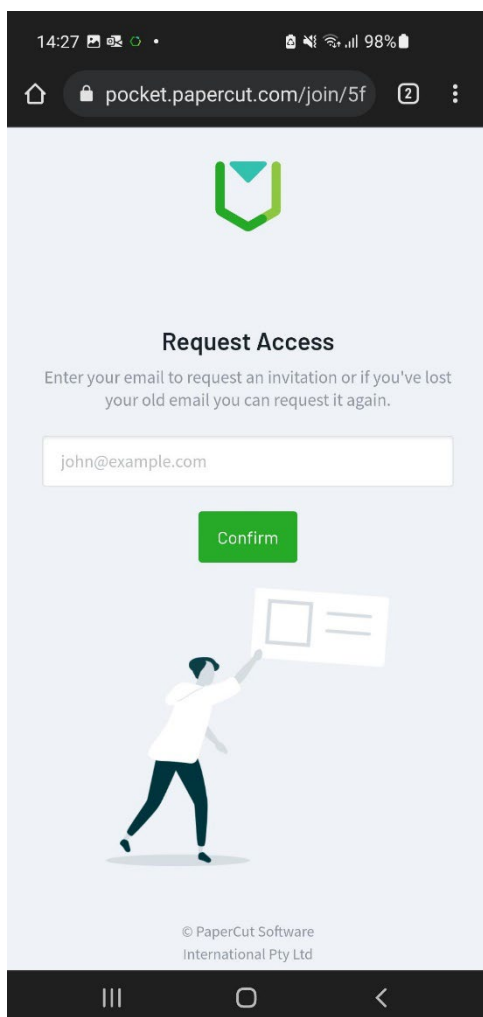 14:27
98%
pocket.papercut.com/join/5f
2
Request Access
Enter your email to request an invitation or if you've lost
your old email you can request it again.
john@example.com
Confirm
© PaperCut Software
International Pty Ltd